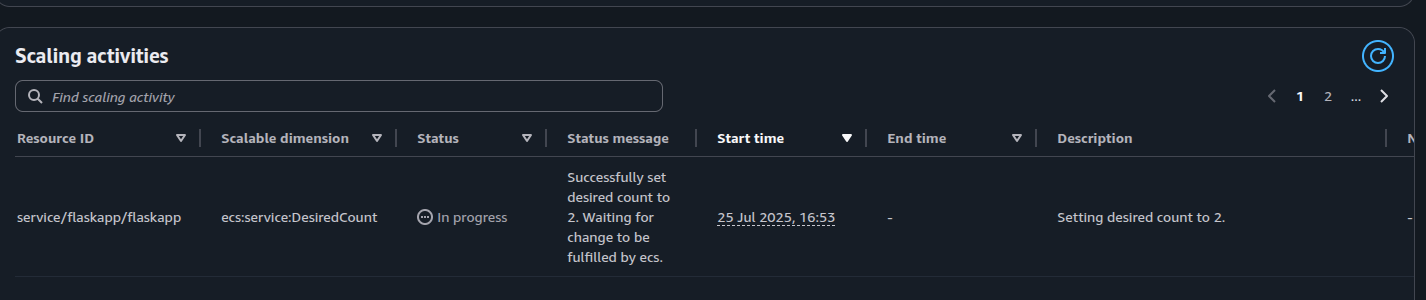 Scaling activities
Find scaling activity
1 2 ...
Resource ID Scalable dimension Status Status message Start time End time Description
service/flaskapp/flaskapp ecs:service:DesiredCount In progress Successfully set
desired count to
2. Waiting for
change to be
fulfilled by ecs.
25 Jul 2025, 16:53 - Setting desired count to 2. -